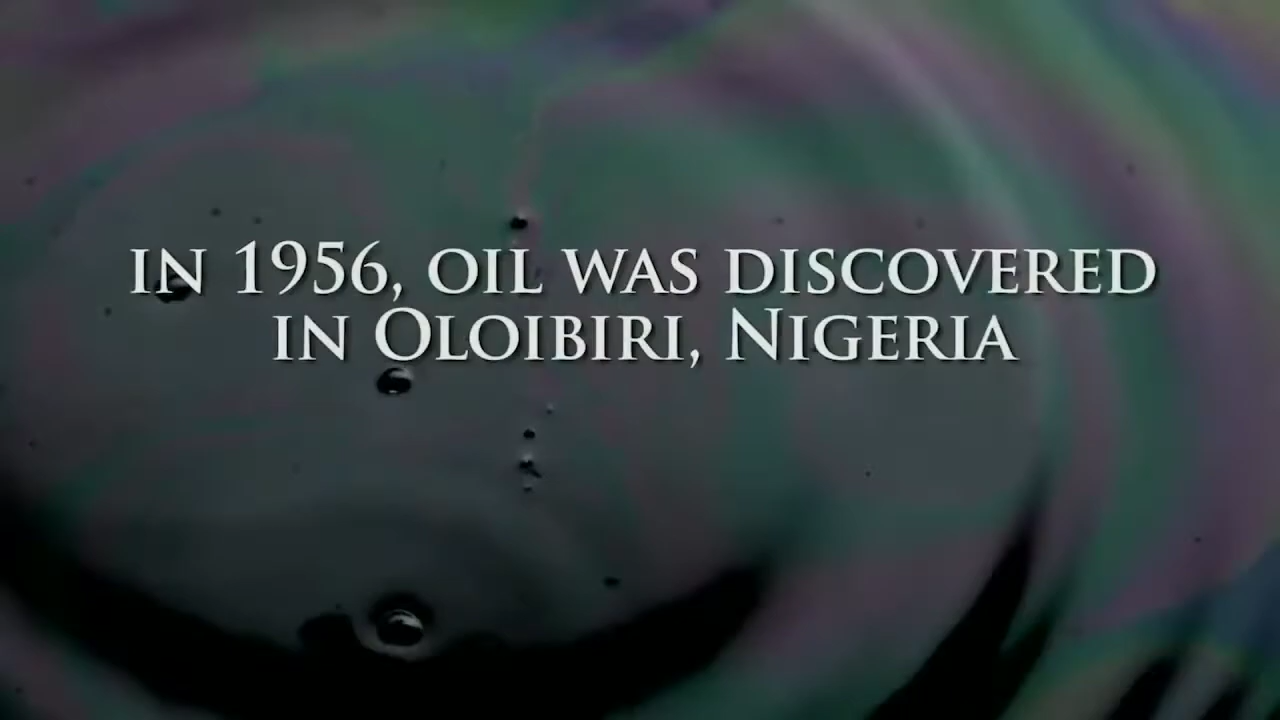 IN 1956, OIL WAS DISCOVERED
IN OLOIBIRI, NIGERIA